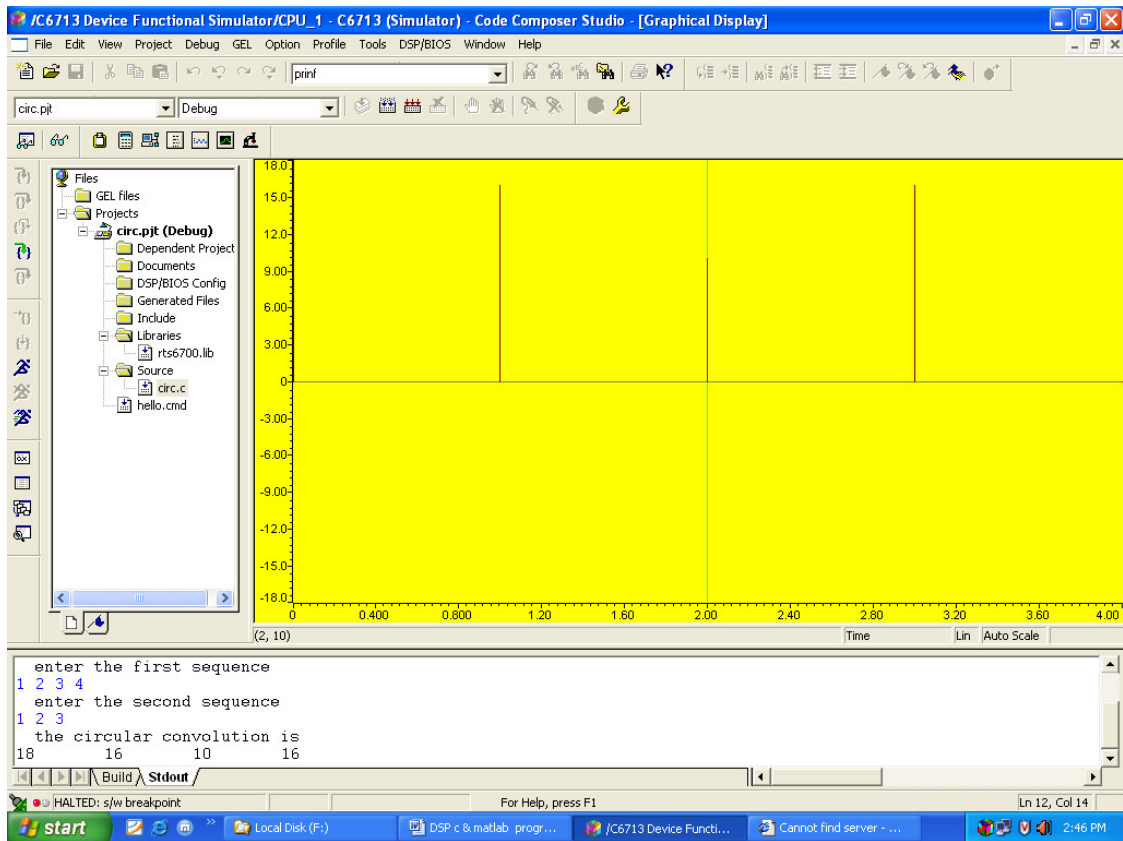 /C6713 Device Functional Simulator/CPU_1 - C6713 (Simulator) - Code Composer Studio - [Graphical Display]
File Edit View Project Debug GEL Option Profile Tools DSP/BIOS Window Help
prinf
circ.pjt Debug
Files
GEL files
Projects
circ.pjt (Debug)
Dependent Project
Documents
DSP/BIOS Config
Generated Files
Include
Libraries
rts6700.lib
Source
circ.c
hello.cmd
18.0
15.0
12.0
9.00
6.00
3.00
0
-3.00
-6.00
-9.00
-12.0
-15.0
-18.0
0 0.400 0.800 1.20 1.60 2.00 2.40 2.80 3.20 3.60 4.00
(2, 10) Time Lin Auto Scale
enter the first sequence
1 2 3 4
enter the second sequence
1 2 3
the circular convolution is
18 16 10 16
Build Stdout
HALTED: s/w breakpoint For Help, press F1 Ln 12, Col 14
start Local Disk (F:) DSP c & matlab progr... /C6713 Device Functi... Cannot find server - ... 2:46 PM